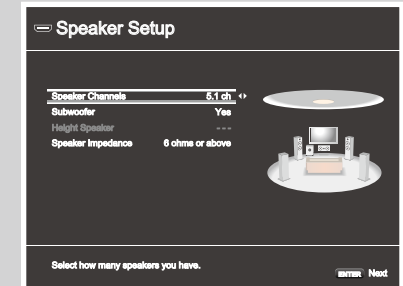 Speaker Setup
Speaker Channels 5.1 ch
Subwoofer Yes
Height Speaker - - -
Speaker Impedance 6 ohms or above
Select how many speakers you have.
ENTER Next